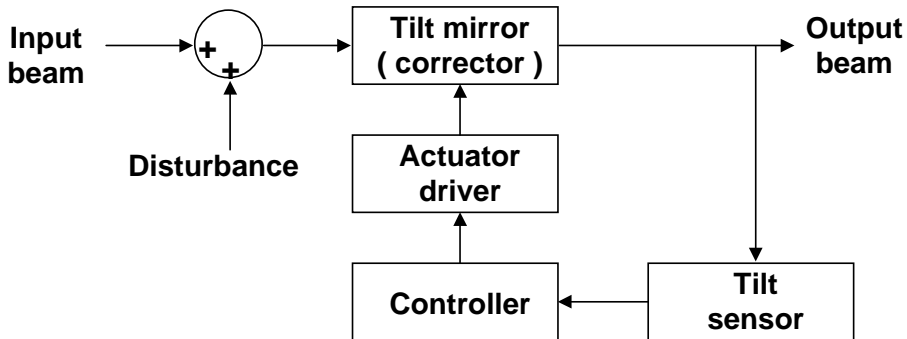 Input
beam
+
+
Tilt mirror
( corrector )
Output
beam
Disturbance
Actuator
driver
Controller
Tilt
sensor